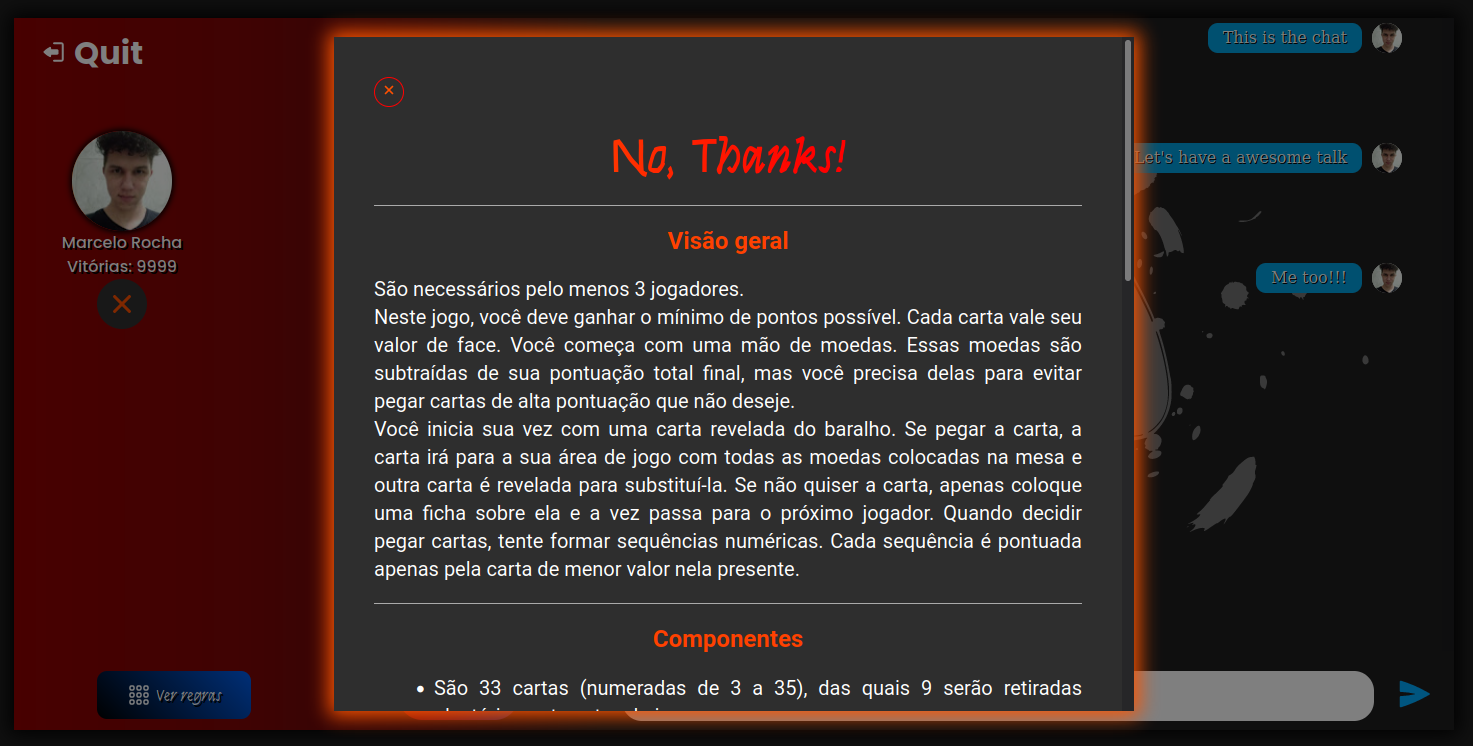 Quit
Marcelo Rocha
Vitórias: 9999
Ver regras
No, Thanks!
Visão geral
São necessários pelo menos 3 jogadores.
Neste jogo, você deve ganhar o mínimo de pontos possível. Cada carta vale seu
valor de face. Você começa com uma mão de moedas. Essas moedas são
subtraídas de sua pontuação total final, mas você precisa delas para evitar
pegar cartas de alta pontuação que não deseje.
Você inicia sua vez com uma carta revelada do baralho. Se pegar a carta, a
carta irá para a sua área de jogo com todas as moedas colocadas na mesa e
outra carta é revelada para substituí-la. Se não quiser a carta, apenas coloque
uma ficha sobre ela e a vez passa para o próximo jogador. Quando decidir
pegar cartas, tente formar sequências numéricas. Cada sequência é pontuada
apenas pela carta de menor valor nela presente.
Componentes
• São 33 cartas (numeradas de 3 a 35), das quais 9 serão retiradas
This is the chat
Let's have a awesome talk
Me too!!!